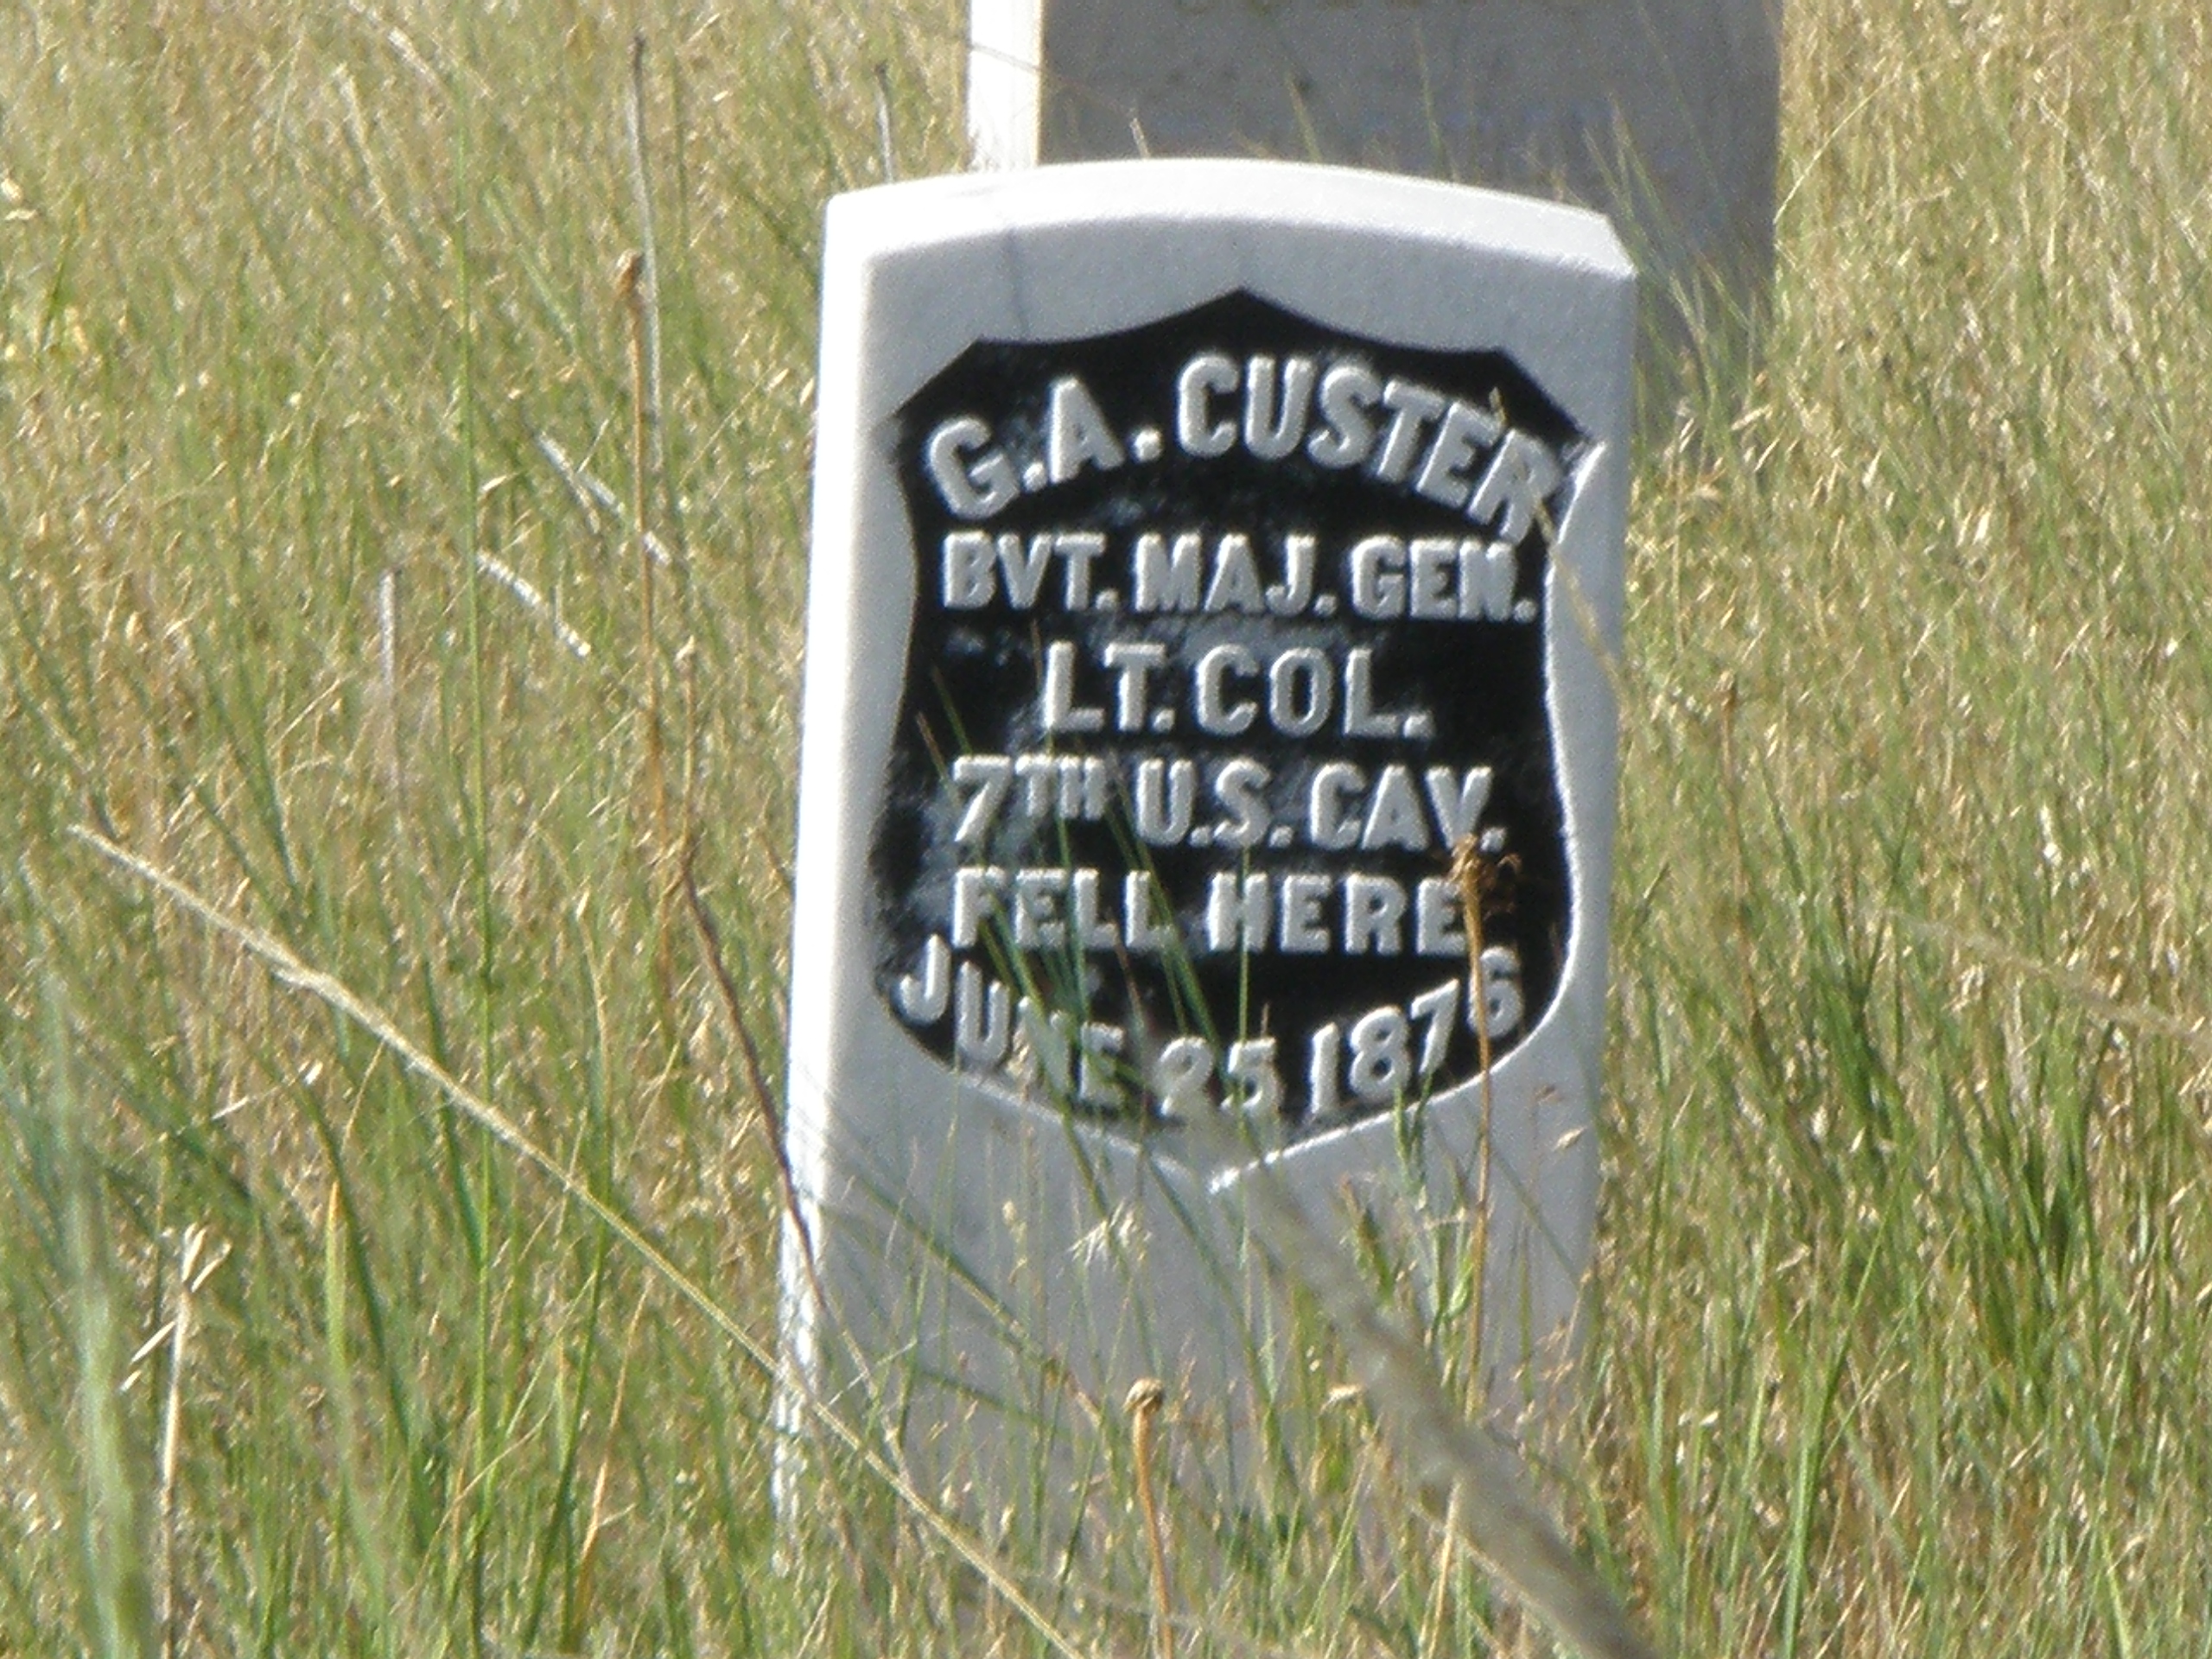 G.A. CUSTER
BVT. MAJ. GEN.
LT. COL.
7TH U.S. CAV.
FELL HERE
JUNE 25 1876